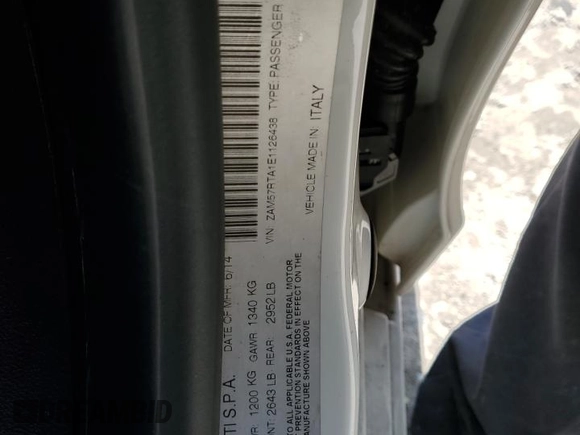 TI S.P.A. DATE OF MFR: 6/14
WR: 1200 KG GAWR: 1340 KG
NT: 2643 LB REAR: 2952 LB
TO ALL APPLICABLE U.S.A. FEDERAL MOTOR
PREVENTION STANDARDS IN EFFECT ON THE
MANUFACTURE SHOWN ABOVE
VIN: ZAM57RTA1E1126438 TYPE: PASSENGER
VEHICLE MADE IN ITALY